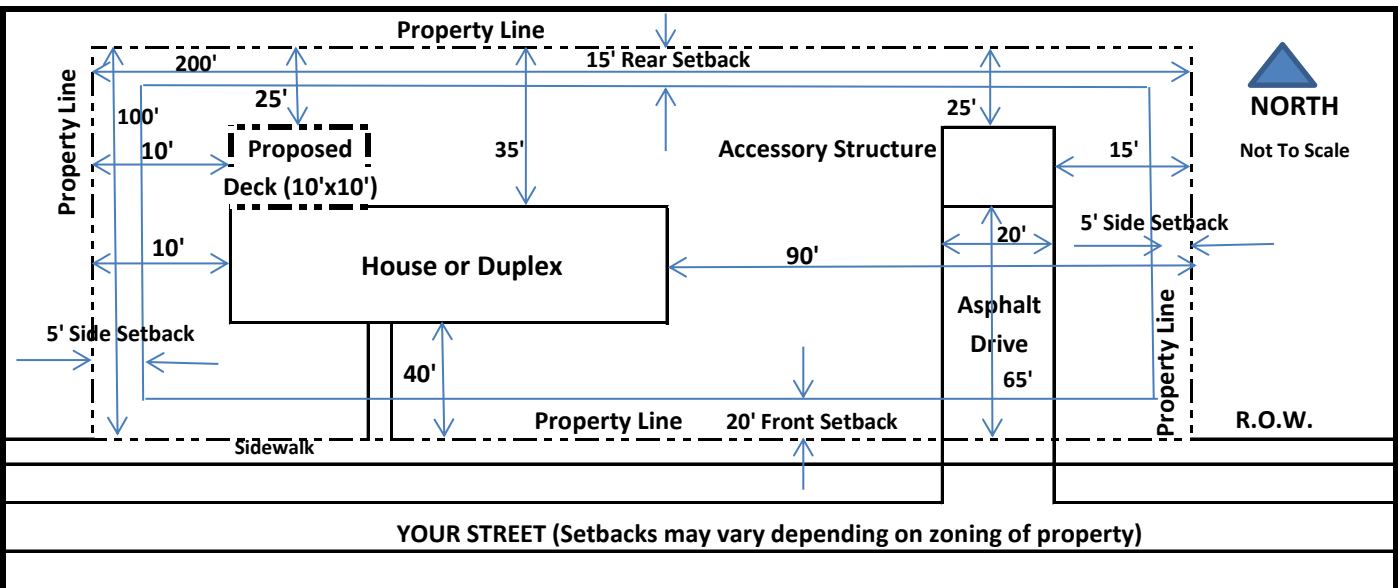 Property Line
200'
15' Rear Setback
Property Line
100'
25'
25'
NORTH
Not To Scale
10'
Proposed
Deck (10'x10')
35'
Accessory Structure
15'
5' Side Setback
10'
House or Duplex
90'
20'
Asphalt
Drive
5' Side Setback
40'
65'
Property Line
Property Line
20' Front Setback
R.O.W.
Sidewalk
YOUR STREET (Setbacks may vary depending on zoning of property)